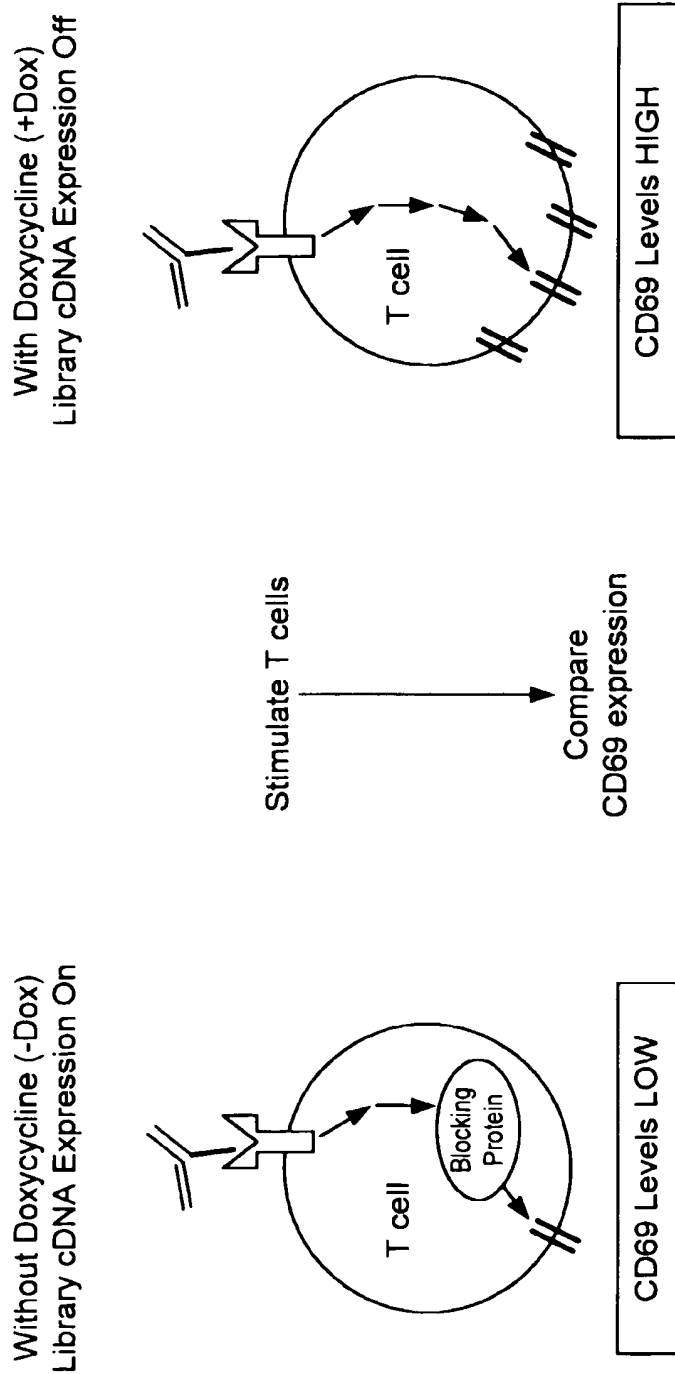 Without Doxycycline (-Dox)
Library cDNA Expression On
T cell
Blocking
Protein
CD69 Levels LOW
Stimulate T cells
Compare
CD69 expression
With Doxycycline (+Dox)
Library cDNA Expression Off
T cell
CD69 Levels HIGH